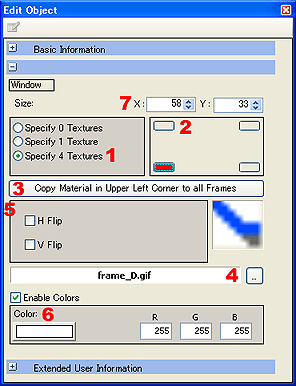 Edit Object
Basic Information
Window
Size: 7 X: 58 Y: 33
Specify 0 Textures
Specify 1 Texture
Specify 4 Textures 1
2
3 Copy Material in Upper Left Corner to all Frames
5
H Flip
V Flip
frame_D.gif 4 ..
Enable Colors
Color: 6 R G B
255 255 255
Extended User Information